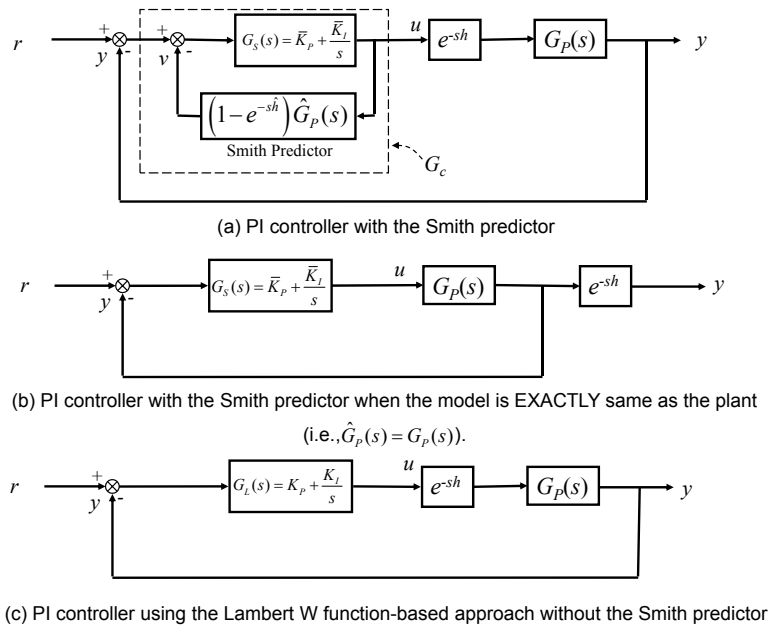 r + y - + v - G_S(s) = K̄_P + K̄_I/s u e^{-sh} G_P(s) y
(1 − e^{-sĥ}) Ĝ_P(s)
Smith Predictor
G_c
(a) PI controller with the Smith predictor
r + y - G_S(s) = K̄_P + K̄_I/s u G_P(s) e^{-sh} y
(b) PI controller with the Smith predictor when the model is EXACTLY same as the plant
(i.e., Ĝ_P(s) = G_P(s)).
r + y - G_L(s) = K_P + K_I/s u e^{-sh} G_P(s) y
(c) PI controller using the Lambert W function-based approach without the Smith predictor